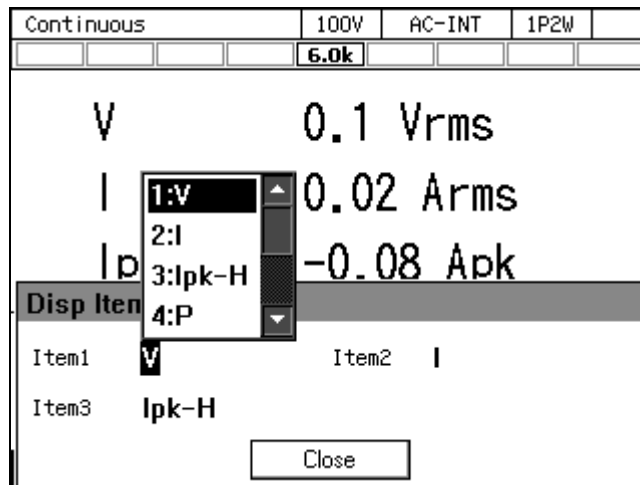 Continuous 100V AC-INT 1P2W
6.0k
V 0.1 Vrms
I 0.02 Arms
Ip -0.08 Apk
1:V
2:I
3:Ipk-H
4:P
Disp Item
Item1 V Item2 I
Item3 Ipk-H
Close